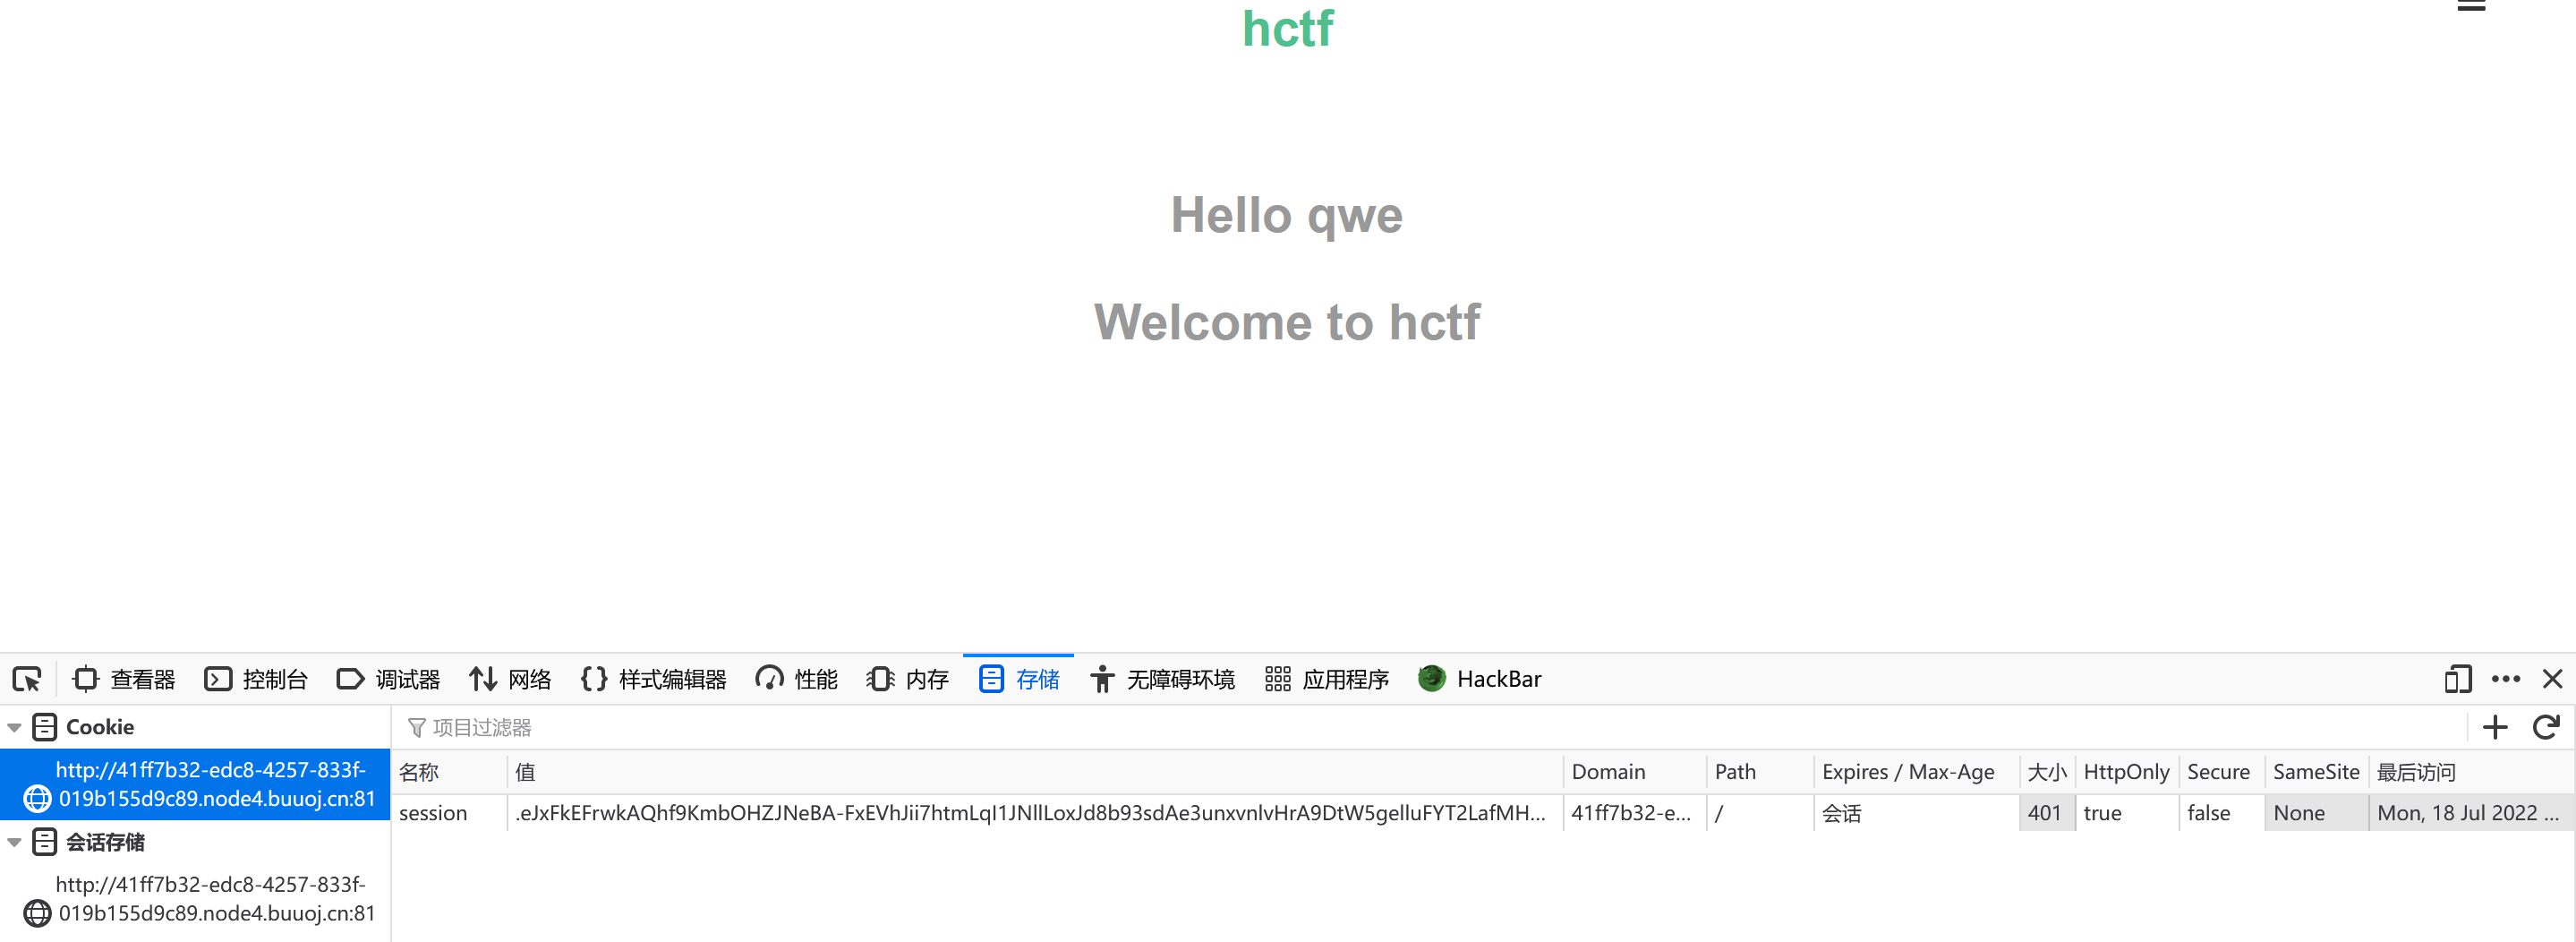 hctf
Hello qwe
Welcome to hctf
查看器 控制台 调试器 网络 样式编辑器 性能 内存 存储 无障碍环境 应用程序 HackBar
Cookie
项目过滤器
http://41ff7b32-edc8-4257-833f-
019b155d9c89.node4.buuoj.cn:81
名称 值 Domain Path Expires / Max-Age 大小 HttpOnly Secure SameSite 最后访问
session .eJxFkEFrwkAQhf9KmbOHZJNeBA-FxEVhJii7htmLqI1JNllLoxJd8b93sdAe3unxvnlvHrA9DtW5gelluFYT2LafMH... 41ff7b32-e... / 会话 401 true false None Mon, 18 Jul 2022 ...
会话存储
http://41ff7b32-edc8-4257-833f-
019b155d9c89.node4.buuoj.cn:81